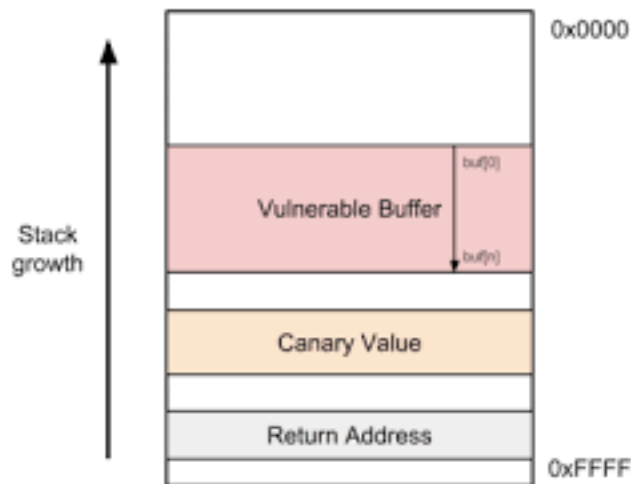 0x0000
buf[0]
Vulnerable Buffer
Stack
growth
buf[n]
Canary Value
Return Address
0xFFFF